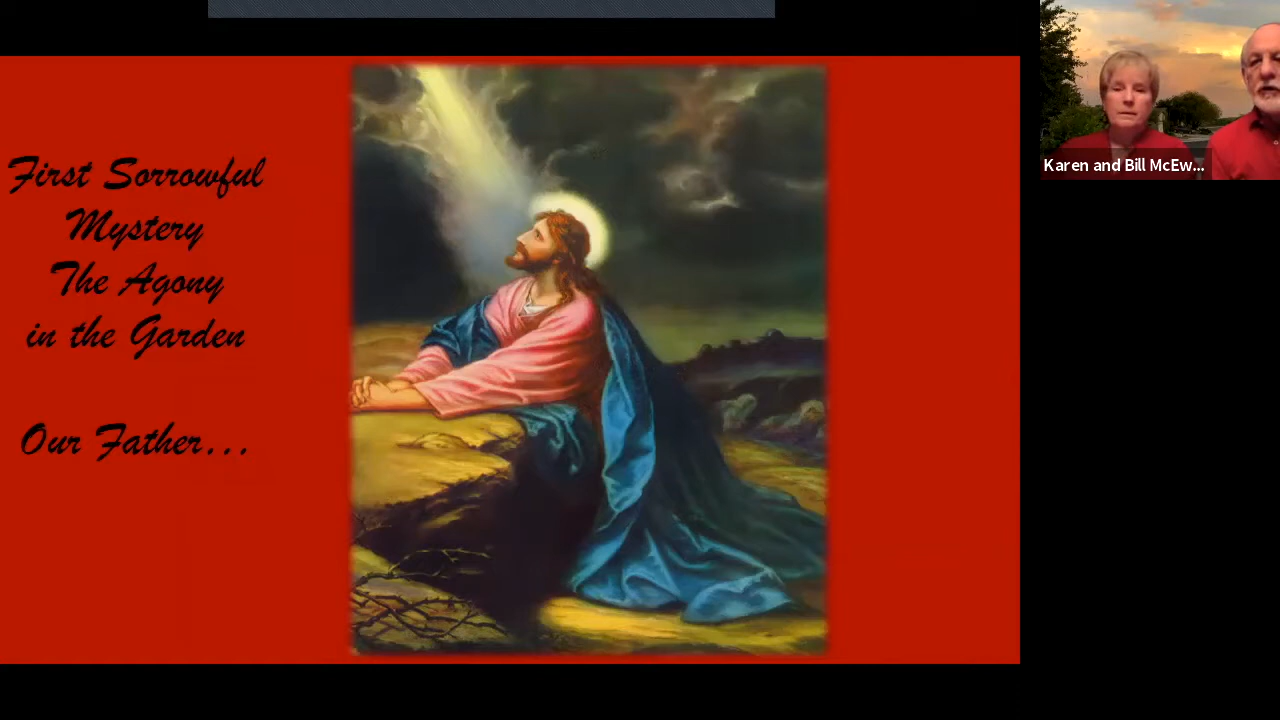 First Sorrowful
Mystery
The Agony
in the Garden
Our Father...
Karen and Bill McEw...